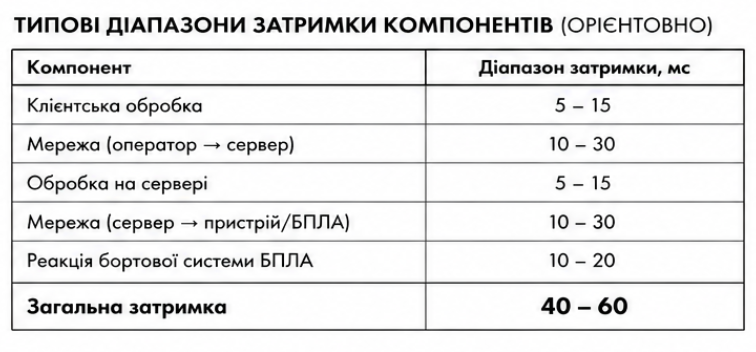 ТИПОВІ ДІАПАЗОНИ ЗАТРИМКИ КОМПОНЕНТІВ (ОРІЄНТОВНО)
Компонент Діапазон затримки, мс
Клієнтська обробка 5 – 15
Мережа (оператор → сервер) 10 – 30
Обробка на сервері 5 – 15
Мережа (сервер → пристрій/БПЛА) 10 – 30
Реакція бортової системи БПЛА 10 – 20
Загальна затримка 40 – 60